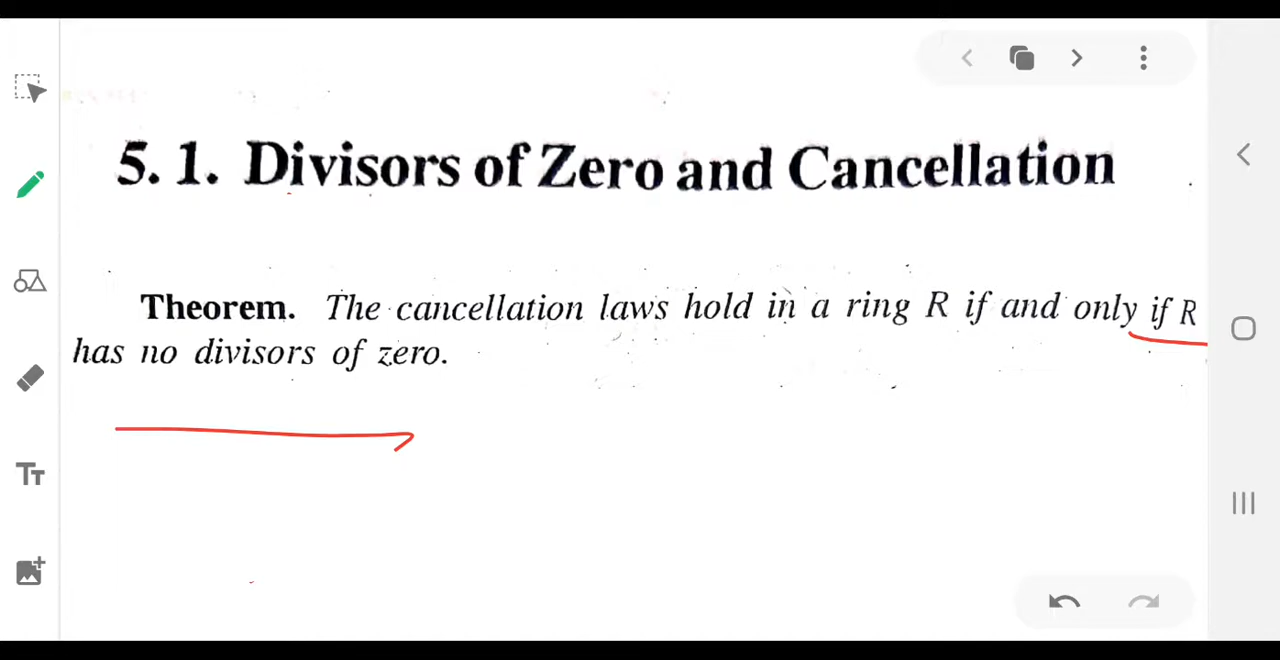 5.1. Divisors of Zero and Cancellation
Theorem. The cancellation laws hold in a ring R if and only if R
has no divisors of zero.
TT